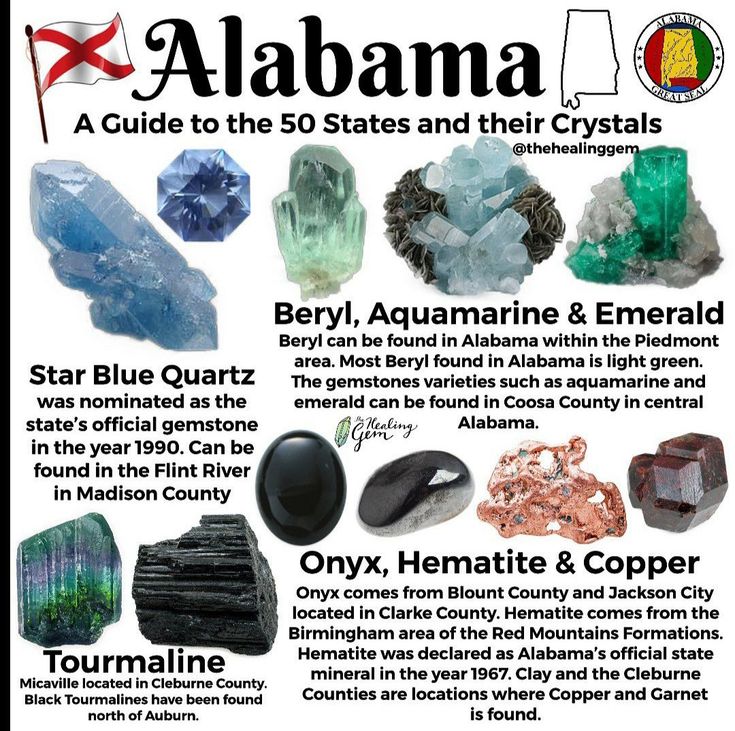 Alabama
ALABAMA
GREAT SEAL
A Guide to the 50 States and their Crystals
@thehealinggem
Beryl, Aquamarine & Emerald
Beryl can be found in Alabama within the Piedmont
area. Most Beryl found in Alabama is light green.
The gemstones varieties such as aquamarine and
emerald can be found in Coosa County in central
Alabama.
Star Blue Quartz
was nominated as the
state's official gemstone
in the year 1990. Can be
found in the Flint River
in Madison County
The Healing
Gem
Onyx, Hematite & Copper
Onyx comes from Blount County and Jackson City
located in Clarke County. Hematite comes from the
Birmingham area of the Red Mountains Formations.
Hematite was declared as Alabama's official state
mineral in the year 1967. Clay and the Cleburne
Counties are locations where Copper and Garnet
is found.
Tourmaline
Micaville located in Cleburne County.
Black Tourmalines have been found
north of Auburn.